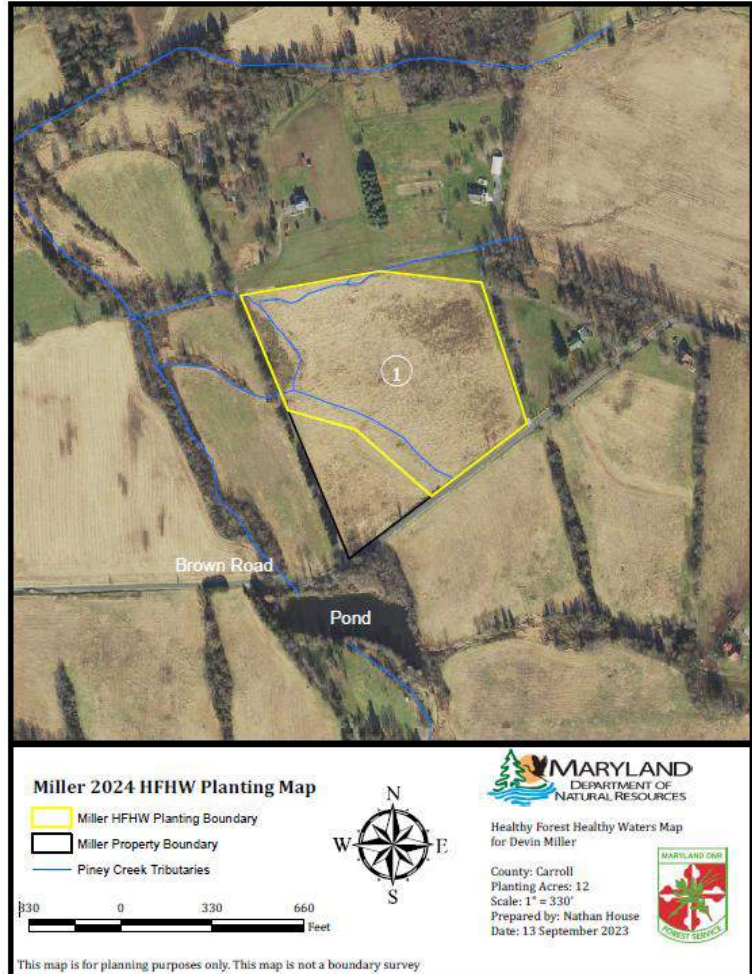 1
Brown Road
Pond
Miller 2024 HFHW Planting Map
Miller HFHW Planting Boundary
Miller Property Boundary
Piney Creek Tributaries
N
W E
S
330 0 330 660
Feet
This map is for planning purposes only. This map is not a boundary survey
MARYLAND
DEPARTMENT OF
NATURAL RESOURCES
Healthy Forest Healthy Waters Map
for Devin Miller
County: Carroll
Planting Acres: 12
Scale: 1" = 330'
Prepared by: Nathan House
Date: 13 September 2023
MARYLAND DNR
FOREST SERVICE